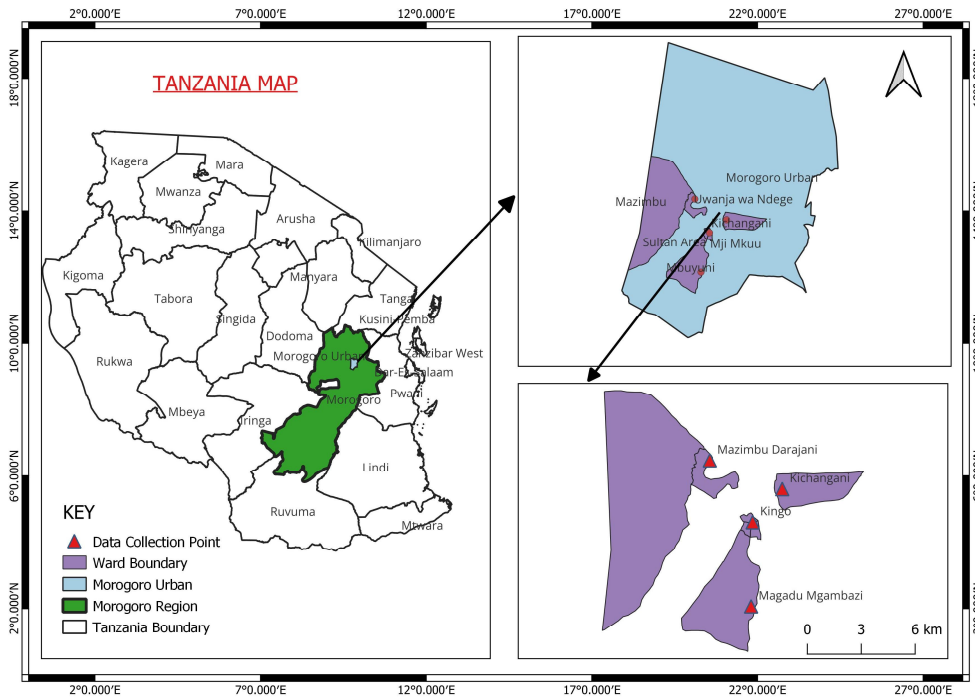 2°0.000'E 7°0.000'E 12°0.000'E 17°0.000'E 22°0.000'E 27°0.000'E
18°0.000'N
14°0.000'N
10°0.000'N
6°0.000'N
2°0.000'N
TANZANIA MAP
Kagera
Mara
Mwanza
Shinyanga
Arusha
Kilimanjaro
Kigoma
Manyara
Tabora
Tanga
Singida
Kusini-Pemba
Dodoma
Zanzibar West
Morogoro Urban
Rukwa
Dar-Es-Salaam
Pwani
Morogoro
Mbeya
Iringa
Lindi
Ruvuma
Mtwara
KEY
Data Collection Point
Ward Boundary
Morogoro Urban
Morogoro Region
Tanzania Boundary
Morogoro Urban
Mazimbu
Uwanja wa Ndege
Kichangani
Sultan Area
Mji Mkuu
Mbuyuni
Mazimbu Darajani
Kichangani
Kingo
Magadu Mgambazi
0 3 6 km
2°0.000'E 7°0.000'E 12°0.000'E 17°0.000'E 22°0.000'E 27°0.000'E